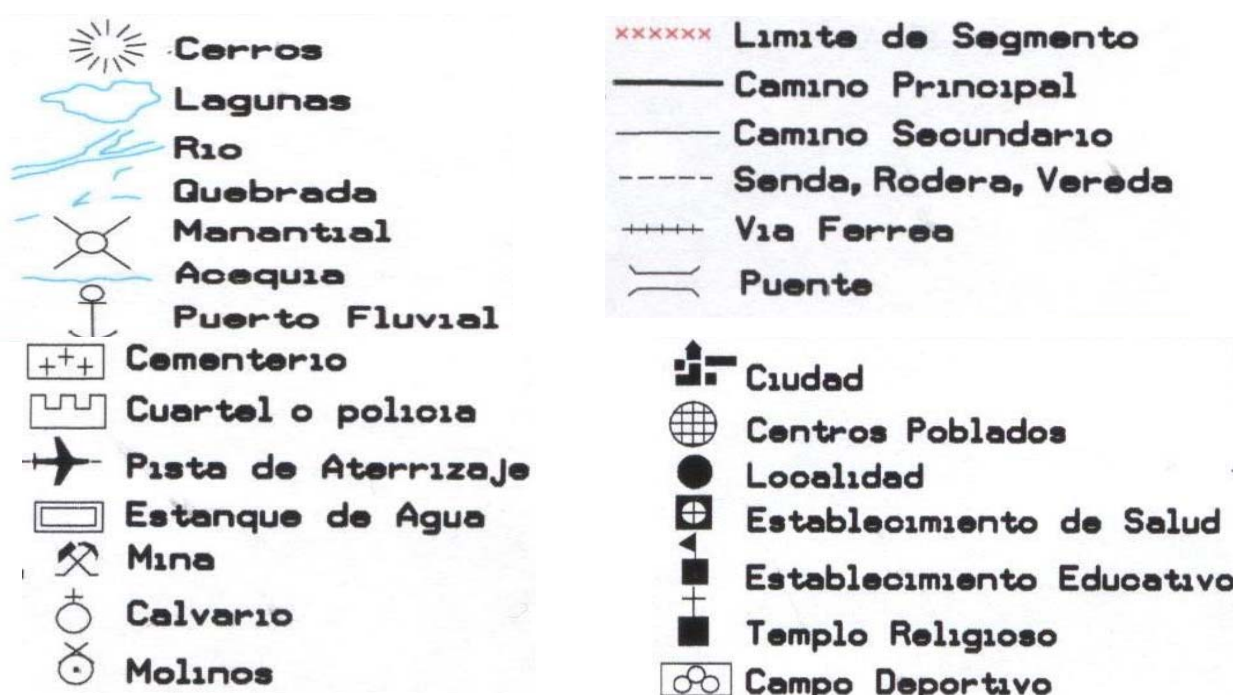 Cerros
Lagunas
Rio
Quebrada
Manantial
Acequia
Puerto Fluvial
Cementerio
Cuartel o policia
Pista de Aterrizaje
Estanque de Agua
Mina
Calvario
Molinos
Limite de Segmento
Camino Principal
Camino Secundario
Senda, Rodera, Vereda
Via Ferrea
Puente
Ciudad
Centros Poblados
Localidad
Establecimiento de Salud
Establecimiento Educativo
Templo Religioso
Campo Deportivo